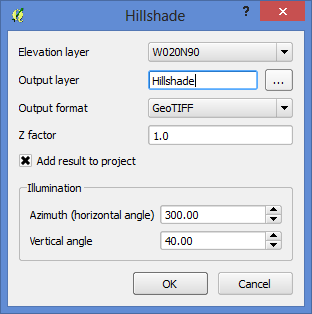 Hillshade
Elevation layer W020N90
Output layer Hillshade ...
Output format GeoTIFF
Z factor 1.0
Add result to project
Illumination
Azimuth (horizontal angle) 300.00
Vertical angle 40.00
OK Cancel